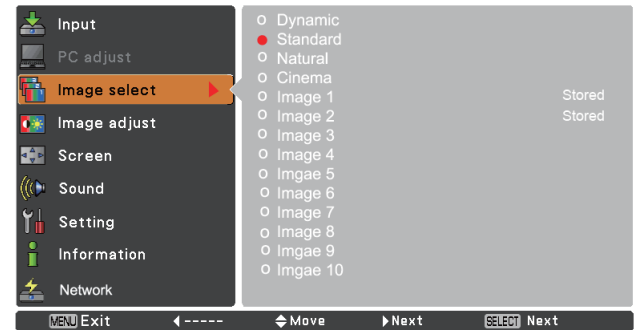 Input
PC adjust
Image select
Image adjust
Screen
Sound
Setting
Information
Network
Dynamic
Standard
Natural
Cinema
Image 1 Stored
Image 2 Stored
Image 3
Image 4
Imgae 5
Image 6
Image 7
Image 8
Imgae 9
Imgae 10
MENU Exit ----- Move Next SELECT Next